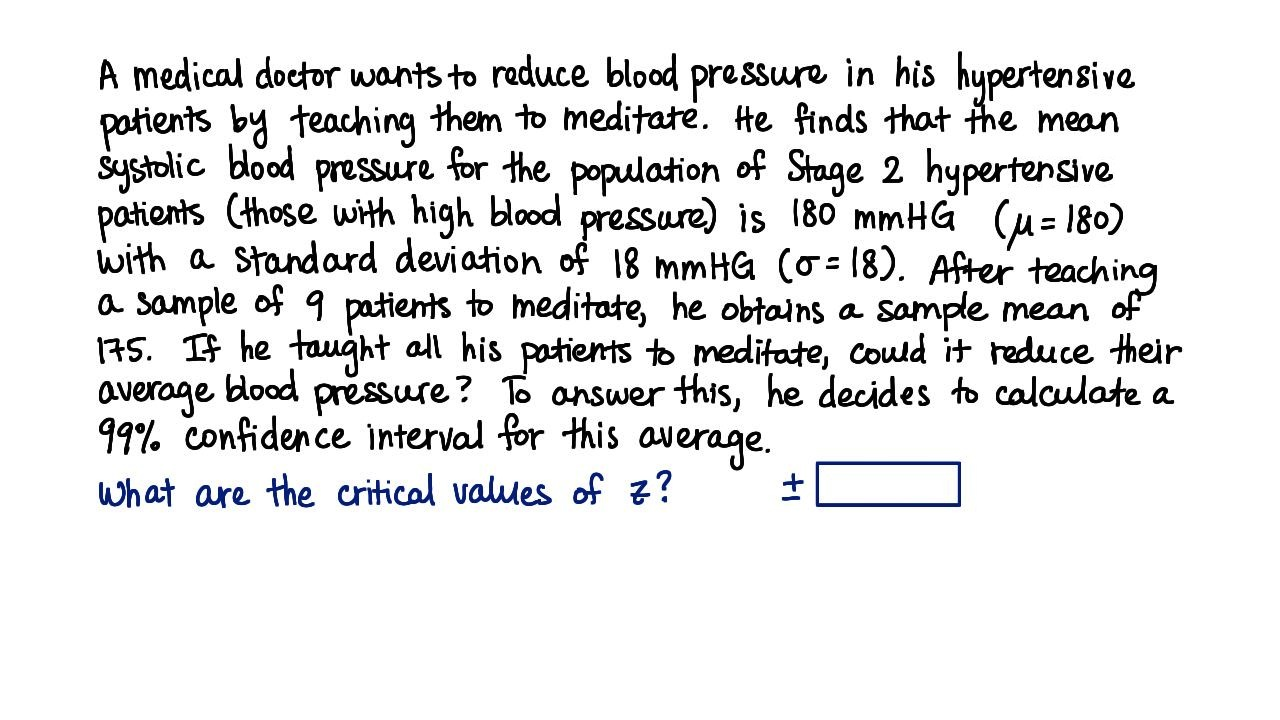 A medical doctor wants to reduce blood pressure in his hypertensive
patients by teaching them to meditate. He finds that the mean
systolic blood pressure for the population of Stage 2 hypertensive
patients (those with high blood pressure) is 180 mmHG (μ = 180)
with a standard deviation of 18 mmHG (σ = 18). After teaching
a sample of 9 patients to meditate, he obtains a sample mean of
175. If he taught all his patients to meditate, could it reduce their
average blood pressure? To answer this, he decides to calculate a
99% confidence interval for this average.
What are the critical values of z? ±